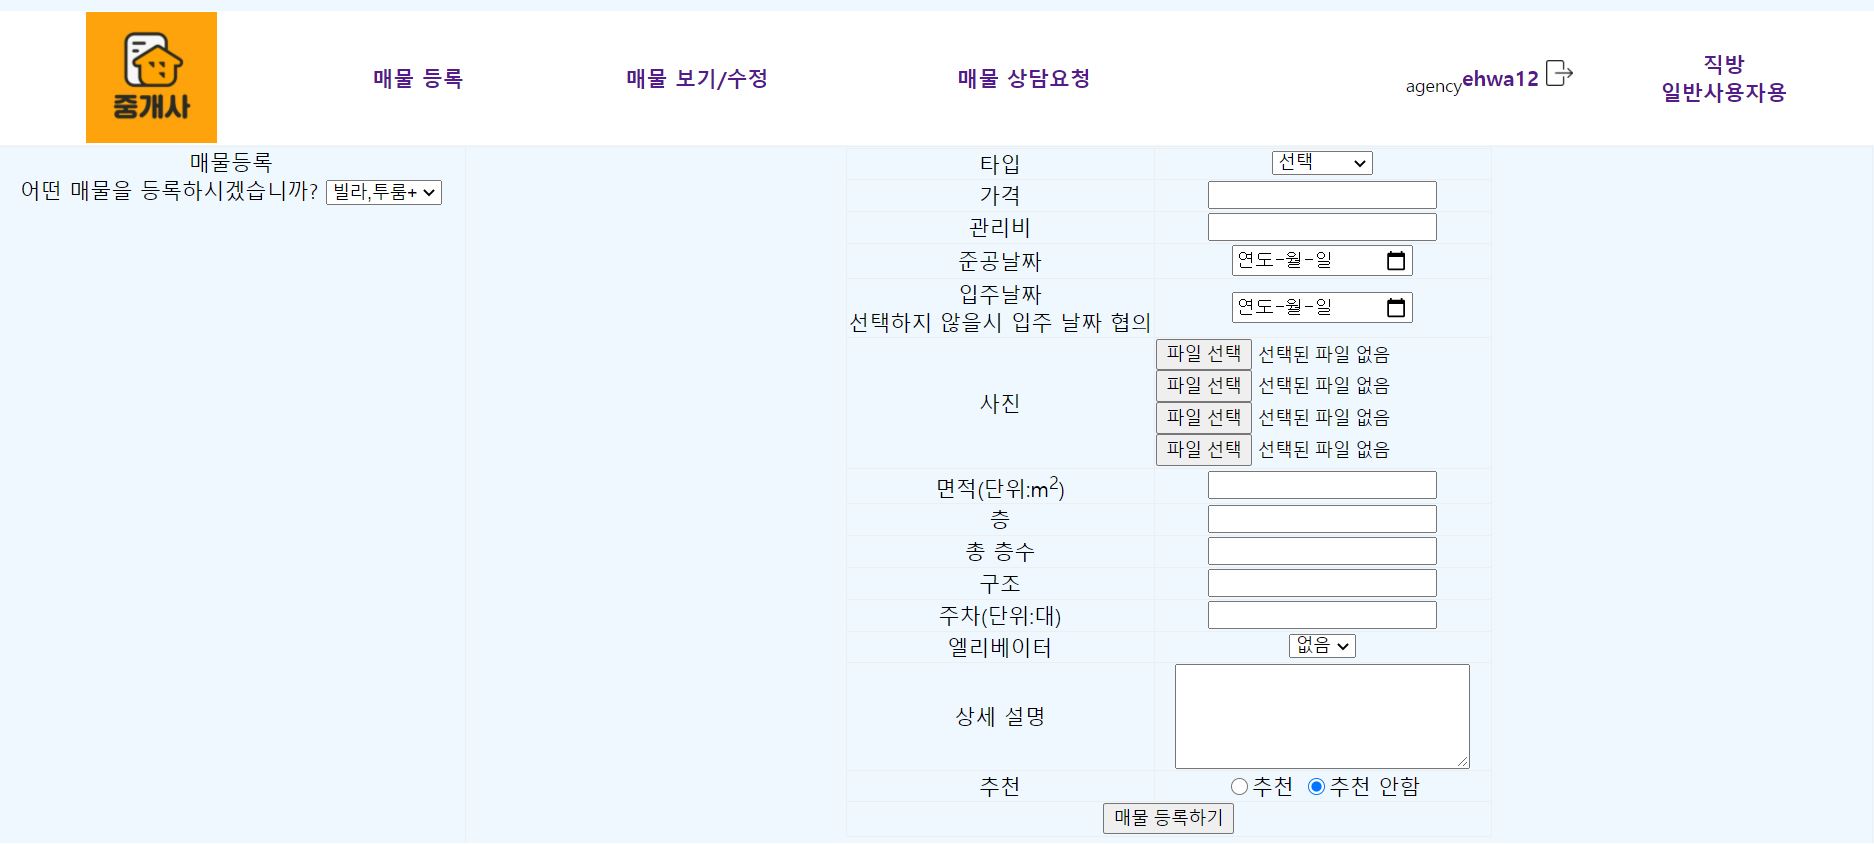 중개사
매물 등록
매물 보기/수정
매물 상담요청
agencyehwa12
직방
일반사용자용
매물등록
어떤 매물을 등록하시겠습니까? 빌라,투룸+
타입 선택
가격
관리비
준공날짜 연도-월-일
입주날짜
선택하지 않을시 입주 날짜 협의 연도-월-일
사진
파일 선택 선택된 파일 없음
파일 선택 선택된 파일 없음
파일 선택 선택된 파일 없음
파일 선택 선택된 파일 없음
면적(단위:m²)
층
총 층수
구조
주차(단위:대)
엘리베이터 없음
상세 설명
추천 추천 추천 안함
매물 등록하기